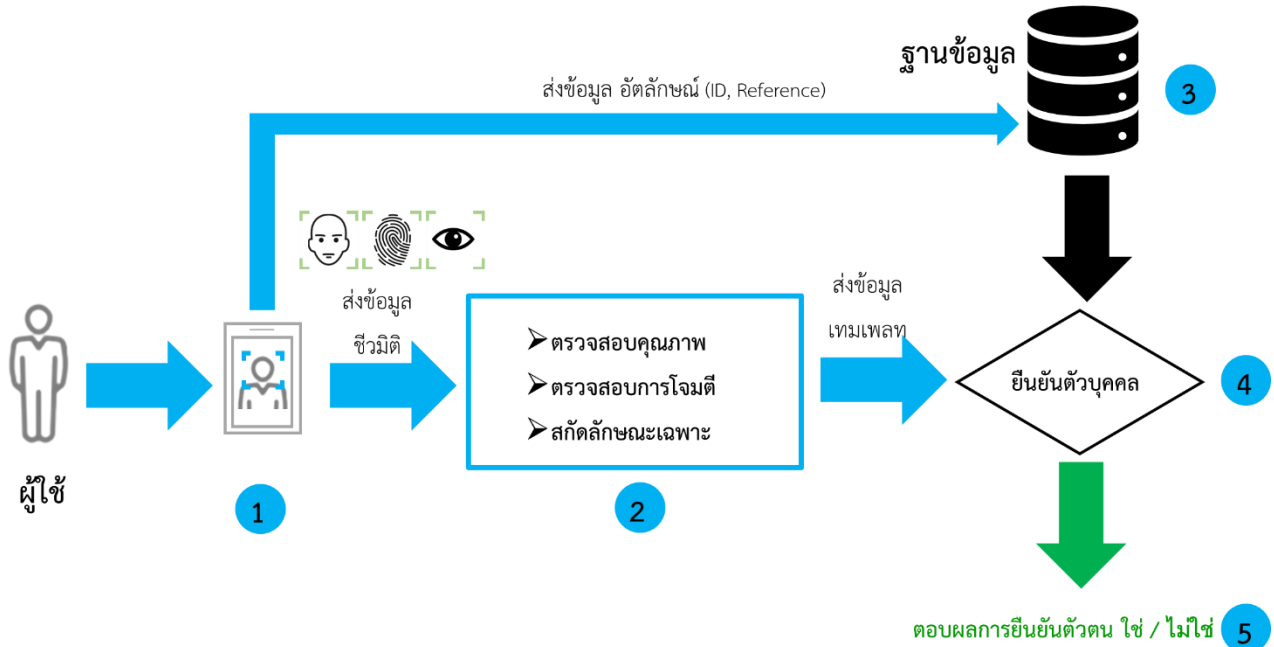 ฐานข้อมูล
3
ส่งข้อมูล อัตลักษณ์ (ID, Reference)
ส่งข้อมูล
ชีวมิติ
ส่งข้อมูล
เทมเพลท
➢ตรวจสอบคุณภาพ
➢ตรวจสอบการโจมตี
➢สกัดลักษณะเฉพาะ
ยืนยันตัวบุคคล
4
ผู้ใช้
1
2
ตอบผลการยืนยันตัวตน ใช่ / ไม่ใช่
5